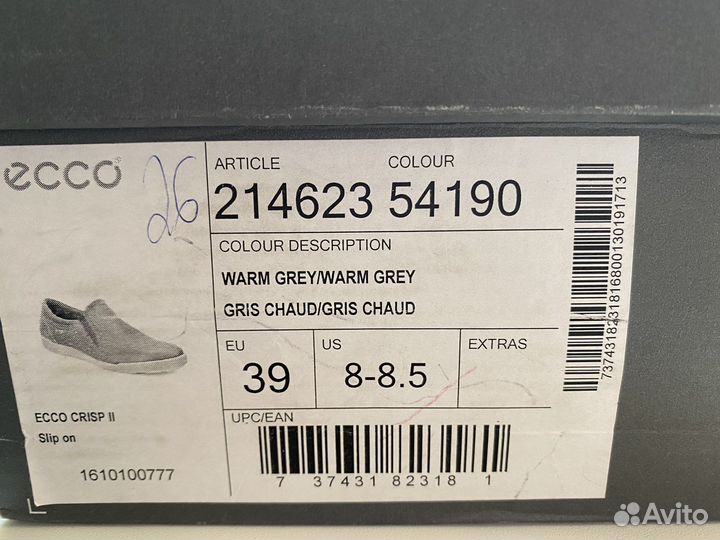 ecco
26
ARTICLE COLOUR
214623 54190
COLOUR DESCRIPTION
WARM GREY/WARM GREY
GRIS CHAUD/GRIS CHAUD
EU US EXTRAS
39 8-8.5
ECCO CRISP II
Slip on
1610100777
UPC/EAN
7 37431 82318 1
737431823181680013019171​3
Avito